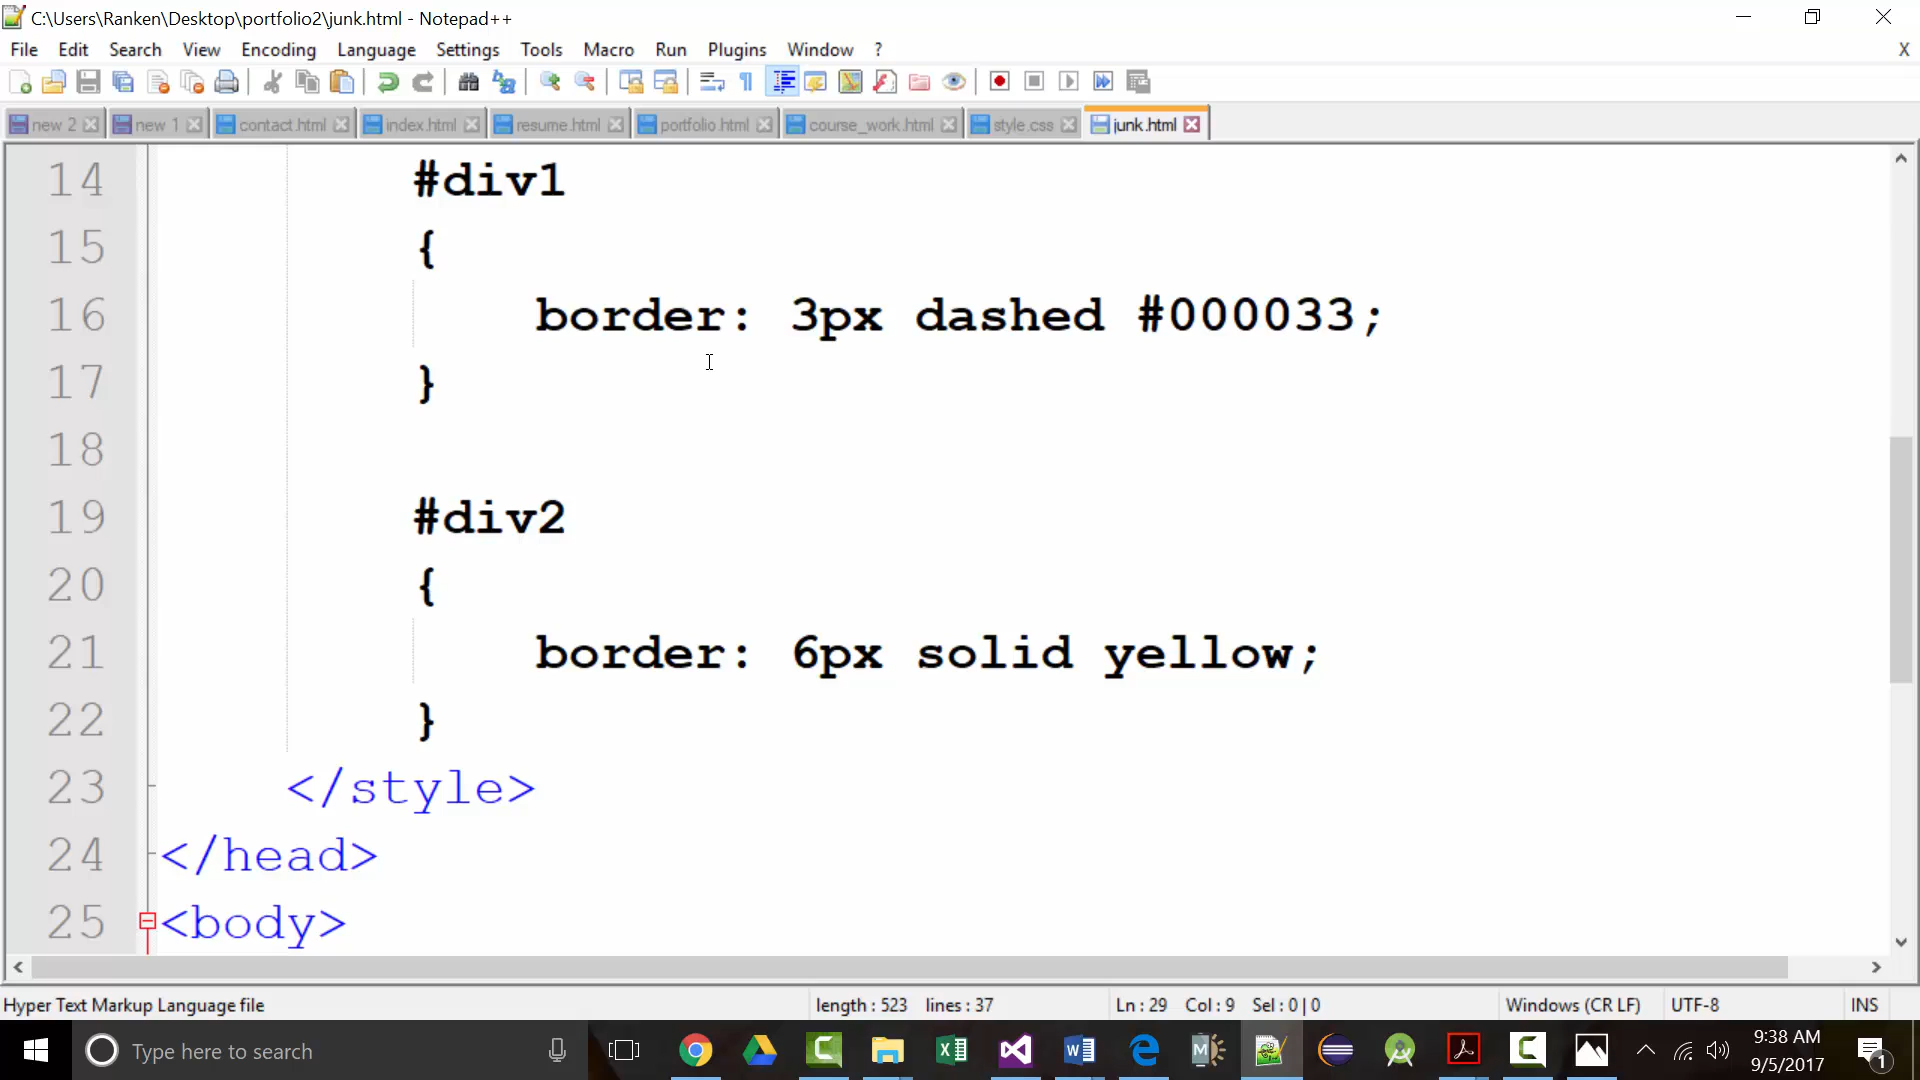 C:\Users\Ranken\Desktop\portfolio2\junk.html - Notepad++
File Edit Search View Encoding Language Settings Tools Macro Run Plugins Window ? X
new 2 new 1 contact.html index.html resume.html portfolio.html course_work.html style.css junk.html
14 #div1
15 {
16 border: 3px dashed #000033;
17 }
18
19 #div2
20 {
21 border: 6px solid yellow;
22 }
23 </style>
24 </head>
25 <body>
Hyper Text Markup Language file length : 523 lines : 37 Ln : 29 Col : 9 Sel : 0 | 0 Windows (CR LF) UTF-8 INS
Type here to search 9:38 AM
9/5/2017 1